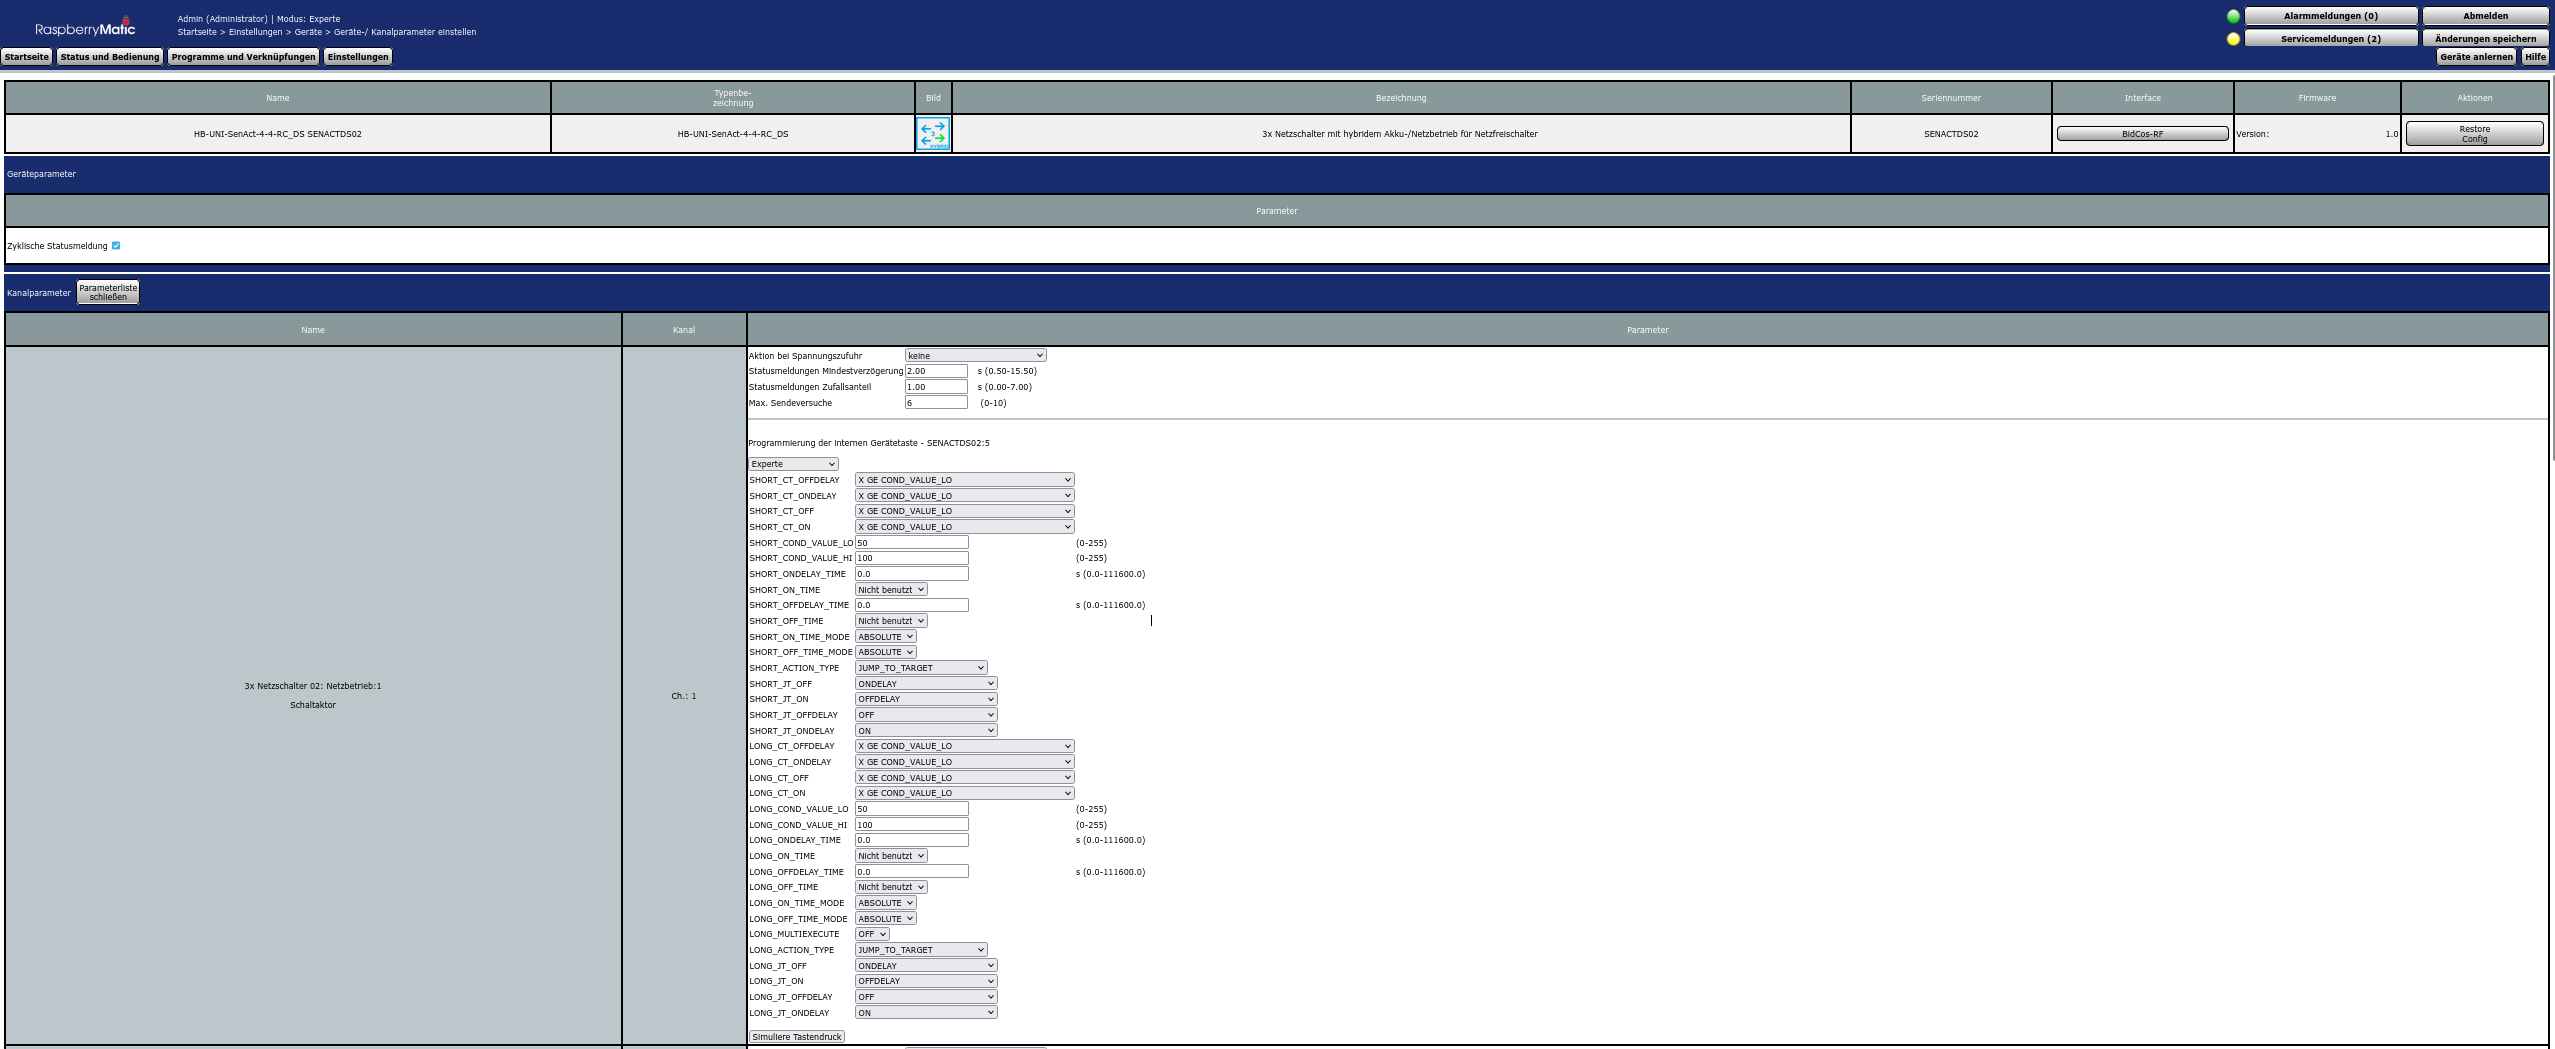 RaspberryMatic
Admin (Administrator) | Modus: Experte
Startseite > Einstellungen > Geräte > Geräte-/ Kanalparameter einstellen
Alarmmeldungen (0)
Abmelden
Servicemeldungen (2)
Änderungen speichern
Startseite
Status und Bedienung
Programme und Verknüpfungen
Einstellungen
Geräte anlernen
Hilfe
Name
Typenbe-
zeichnung
Bild
Bezeichnung
Seriennummer
Interface
Firmware
Aktionen
HB-UNI-SenAct-4-4-RC_DS SENACTDS02
HB-UNI-SenAct-4-4-RC_DS
3
HYBRID
3x Netzschalter mit hybridem Akku-/Netzbetrieb für Netzfreischalter
SENACTDS02
BidCos-RF
Version: 1.0
Restore
Config
Geräteparameter
Parameter
Zyklische Statusmeldung
Kanalparameter
Parameterliste
schließen
Name
Kanal
Parameter
3x Netzschalter 02: Netzbetrieb:1
Schaltaktor
Ch.: 1
Aktion bei Spannungszufuhr keine
Statusmeldungen Mindestverzögerung 2.00 s (0.50-15.50)
Statusmeldungen Zufallsanteil 1.00 s (0.00-7.00)
Max. Sendeversuche 6 (0-10)
Programmierung der internen Gerätetaste - SENACTDS02:5
Experte
SHORT_CT_OFFDELAY X GE COND_VALUE_LO
SHORT_CT_ONDELAY X GE COND_VALUE_LO
SHORT_CT_OFF X GE COND_VALUE_LO
SHORT_CT_ON X GE COND_VALUE_LO
SHORT_COND_VALUE_LO 50 (0-255)
SHORT_COND_VALUE_HI 100 (0-255)
SHORT_ONDELAY_TIME 0.0 s (0.0-111600.0)
SHORT_ON_TIME Nicht benutzt
SHORT_OFFDELAY_TIME 0.0 s (0.0-111600.0)
SHORT_OFF_TIME Nicht benutzt
SHORT_ON_TIME_MODE ABSOLUTE
SHORT_OFF_TIME_MODE ABSOLUTE
SHORT_ACTION_TYPE JUMP_TO_TARGET
SHORT_JT_OFF ONDELAY
SHORT_JT_ON OFFDELAY
SHORT_JT_OFFDELAY OFF
SHORT_JT_ONDELAY ON
LONG_CT_OFFDELAY X GE COND_VALUE_LO
LONG_CT_ONDELAY X GE COND_VALUE_LO
LONG_CT_OFF X GE COND_VALUE_LO
LONG_CT_ON X GE COND_VALUE_LO
LONG_COND_VALUE_LO 50 (0-255)
LONG_COND_VALUE_HI 100 (0-255)
LONG_ONDELAY_TIME 0.0 s (0.0-111600.0)
LONG_ON_TIME Nicht benutzt
LONG_OFFDELAY_TIME 0.0 s (0.0-111600.0)
LONG_OFF_TIME Nicht benutzt
LONG_ON_TIME_MODE ABSOLUTE
LONG_OFF_TIME_MODE ABSOLUTE
LONG_MULTIEXECUTE OFF
LONG_ACTION_TYPE JUMP_TO_TARGET
LONG_JT_OFF ONDELAY
LONG_JT_ON OFFDELAY
LONG_JT_OFFDELAY OFF
LONG_JT_ONDELAY ON
Simuliere Tastendruck